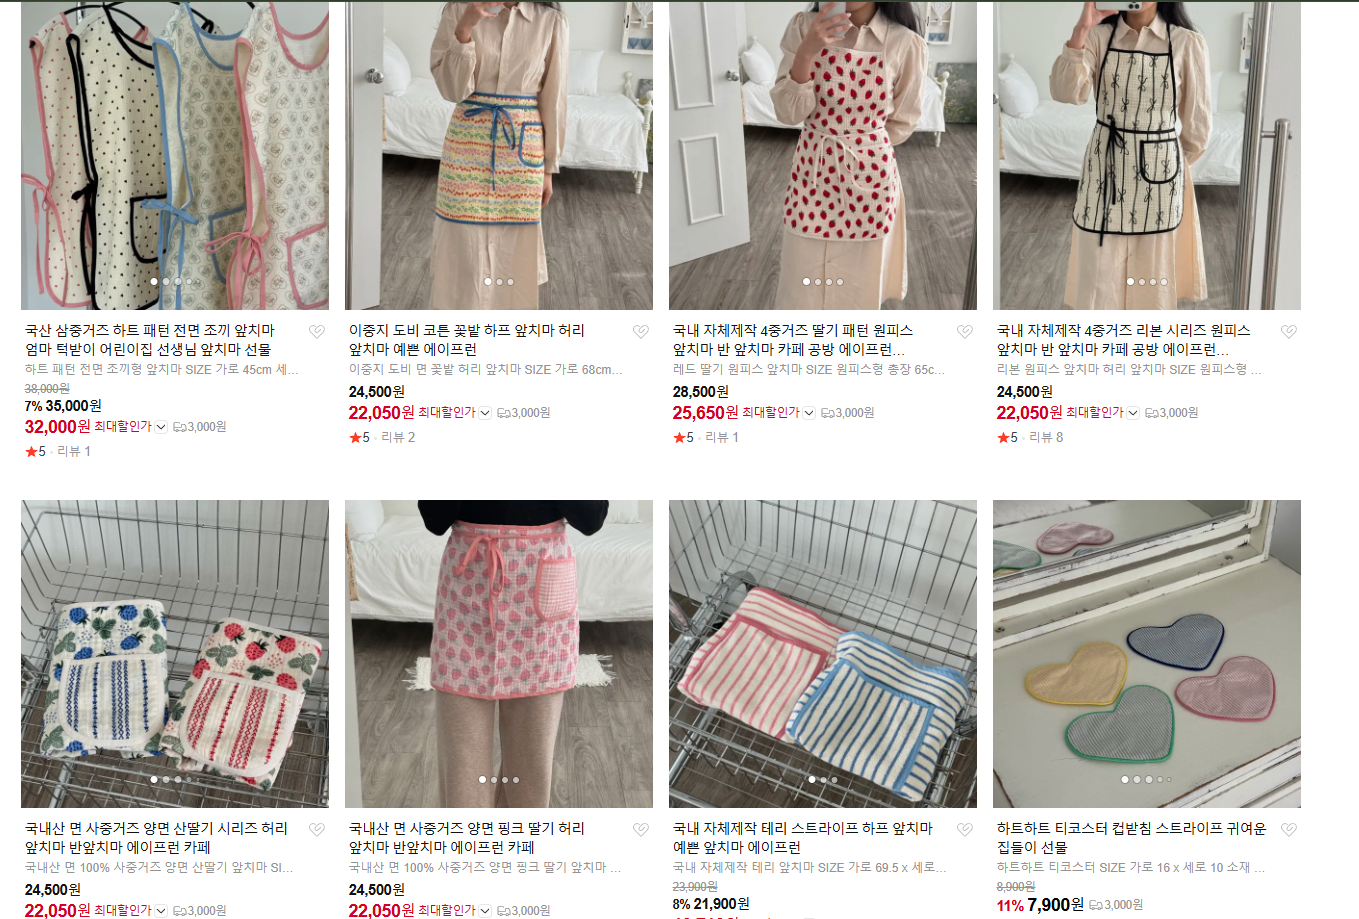 국산 삼중거즈 하트 패턴 전면 조끼 앞치마
엄마 턱받이 어린이집 선생님 앞치마 선물
하트 패턴 전면 조끼형 앞치마 SIZE 가로 45cm 세...
38,000원
7% 35,000원
32,000원 최대할인가 3,000원
★5 · 리뷰 1
이중지 도비 코튼 꽃밭 하프 앞치마 허리
앞치마 예쁜 에이프런
이중지 도비 면 꽃밭 허리 앞치마 SIZE 가로 68cm...
24,500원
22,050원 최대할인가 3,000원
★5 · 리뷰 2
국내 자체제작 4중거즈 딸기 패턴 원피스
앞치마 반 앞치마 카페 공방 에이프런...
레드 딸기 원피스 앞치마 SIZE 원피스형 총장 65c...
28,500원
25,650원 최대할인가 3,000원
★5 · 리뷰 1
국내 자체제작 4중거즈 리본 시리즈 원피스
앞치마 반 앞치마 카페 공방 에이프런...
리본 원피스 앞치마 허리 앞치마 SIZE 원피스형 ...
24,500원
22,050원 최대할인가 3,000원
★5 · 리뷰 8
국내산 면 사중거즈 양면 산딸기 시리즈 허리
앞치마 반앞치마 에이프런 카페
국내산 면 100% 사중거즈 양면 산딸기 앞치마 SI...
24,500원
22,050원 최대할인가 3,000원
국내산 면 사중거즈 양면 핑크 딸기 허리
앞치마 반앞치마 에이프런 카페
국내산 면 100% 사중거즈 양면 핑크 딸기 앞치마 ...
24,500원
22,050원 최대할인가 3,000원
국내 자체제작 테리 스트라이프 하프 앞치마
예쁜 앞치마 에이프런
국내 자체제작 테리 앞치마 SIZE 가로 69.5 x 세로...
23,900원
8% 21,900원
하트하트 티코스터 컵받침 스트라이프 귀여운
집들이 선물
하트하트 티코스터 SIZE 가로 16 x 세로 10 소재 ...
8,900원
11% 7,900원 3,000원